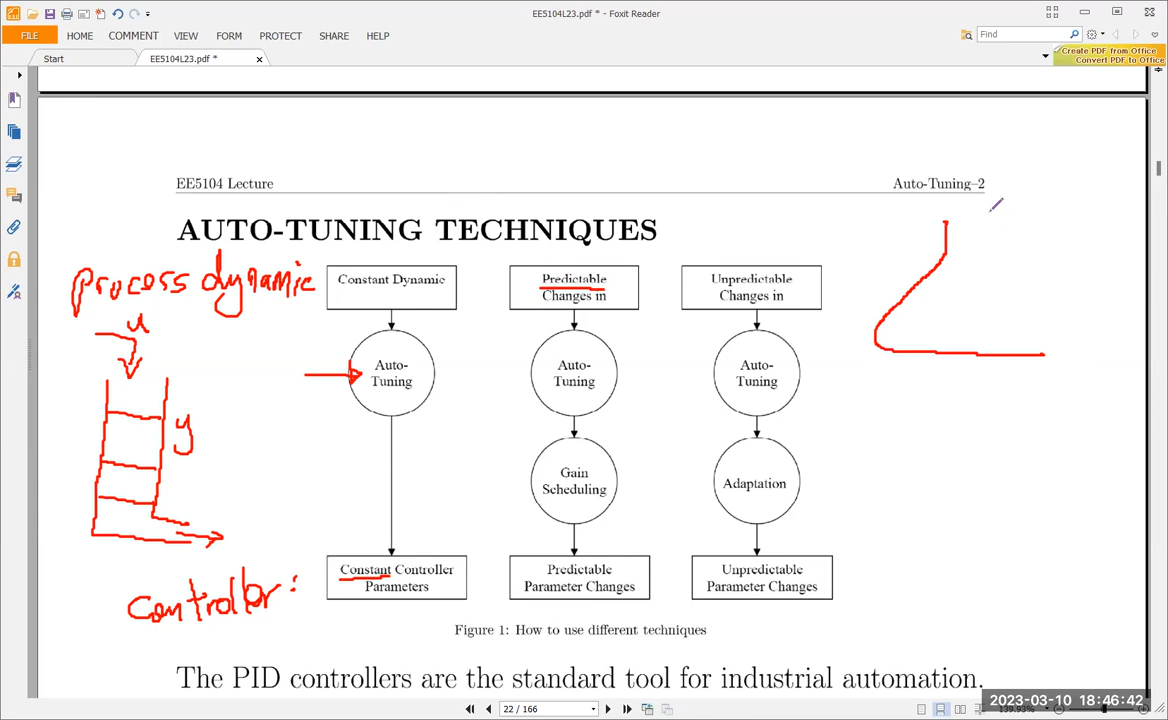 EE5104L23.pdf * - Foxit Reader
FILE HOME COMMENT VIEW FORM PROTECT SHARE HELP
Find
Create PDF from Office
Convert PDF to Office
Start
EE5104L23.pdf *
EE5104 Lecture
Auto-Tuning–2
AUTO-TUNING TECHNIQUES
process dynamic
Constant Dynamic
Predictable
Changes in
Unpredictable
Changes in
u
y
Auto-
Tuning
Auto-
Tuning
Auto-
Tuning
Gain
Scheduling
Adaptation
Controller:
Constant Controller
Parameters
Predictable
Parameter Changes
Unpredictable
Parameter Changes
Figure 1: How to use different techniques
The PID controllers are the standard tool for industrial automation.
2023-03-10 18:46:42
22 / 166
139.93%